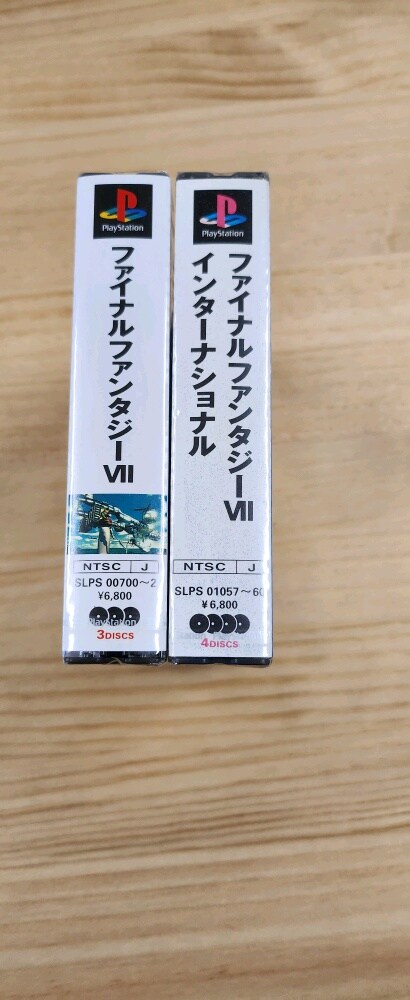 PlayStation
ファイナルファンタジーVII
NTSC J
SLPS 00700～2
¥6,800
PlayStation
3DISCS
PlayStation
ファイナルファンタジーVII
インターナショナル
NTSC J
SLPS 01057～60
¥6,800
4DISCS